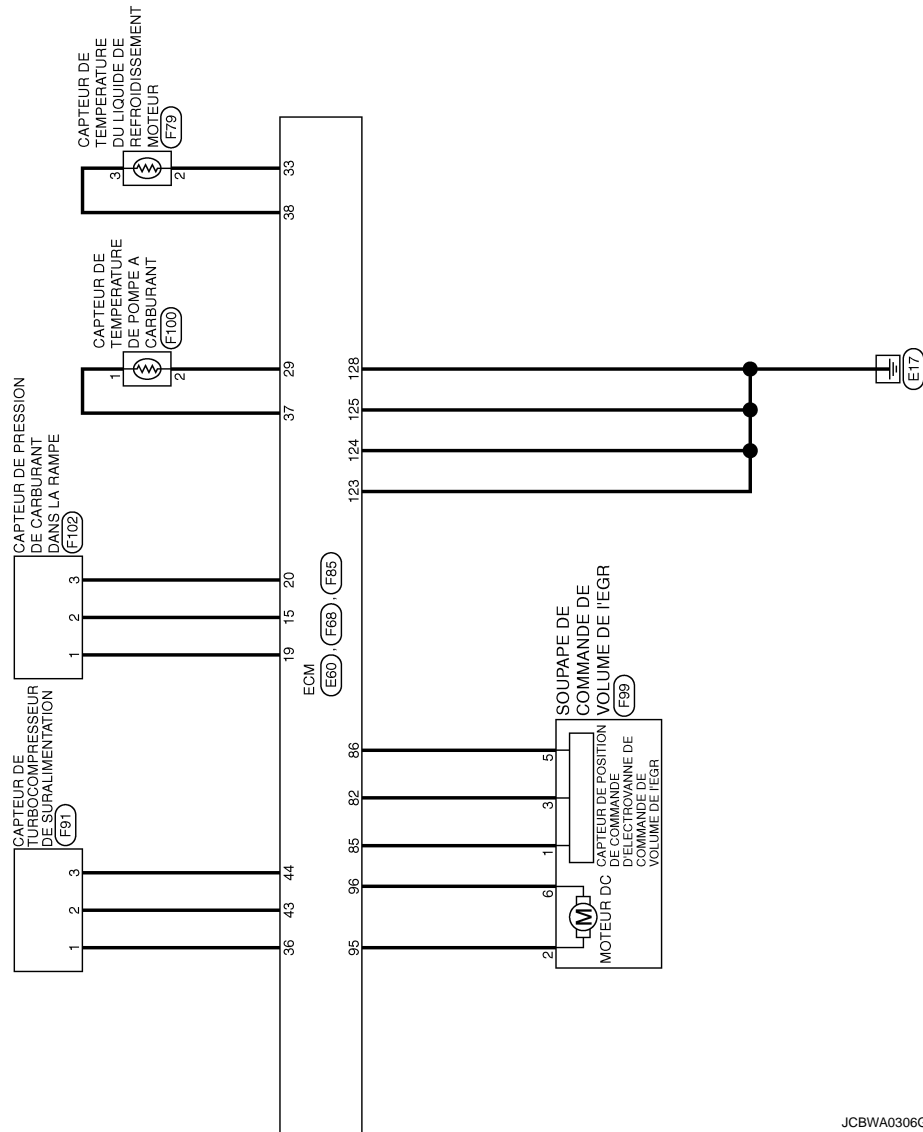 CAPTEUR DE
TURBOCOMPRESSEUR
DE SURALIMENTATION
F91
1
2
3
36
43
44
CAPTEUR DE PRESSION
DE CARBURANT
DANS LA RAMPE
F102
1
2
3
19
15
20
ECM
E60 , F68 , F85
CAPTEUR DE
TEMPERATURE
DE POMPE A
CARBURANT
F100
1
2
37
29
CAPTEUR DE
TEMPERATURE
DU LIQUIDE DE
REFROIDISSEMENT
MOTEUR
F79
3
2
38
33
95
96
85
82
86
2
6
1
3
5
M
MOTEUR DC
CAPTEUR DE POSITION
DE COMMANDE
D'ELECTROVANNE DE
COMMANDE DE
VOLUME DE l'EGR
SOUPAPE DE
COMMANDE DE
VOLUME DE l'EGR
F99
123
124
125
128
E17
JCBWA0306G